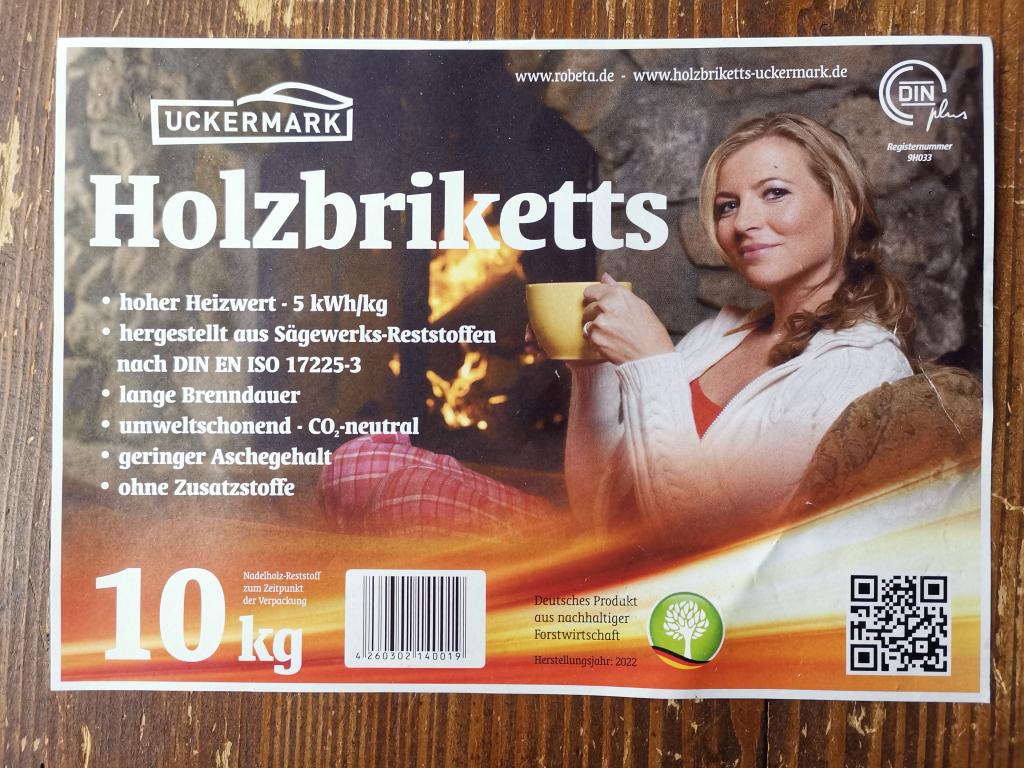 www.robeta.de - www.holzbriketts-uckermark.de
DIN
plus
Registernummer
9H033
UCKERMARK
Holzbriketts
• hoher Heizwert - 5 kWh/kg
• hergestellt aus Sägewerks-Reststoffen
nach DIN EN ISO 17225-3
• lange Brenndauer
• umweltschonend - CO₂-neutral
• geringer Aschegehalt
• ohne Zusatzstoffe
10 kg
Nadelholz-Reststoff
zum Zeitpunkt
der Verpackung
4 260302 140019
Deutsches Produkt
aus nachhaltiger
Forstwirtschaft
Herstellungsjahr: 2022